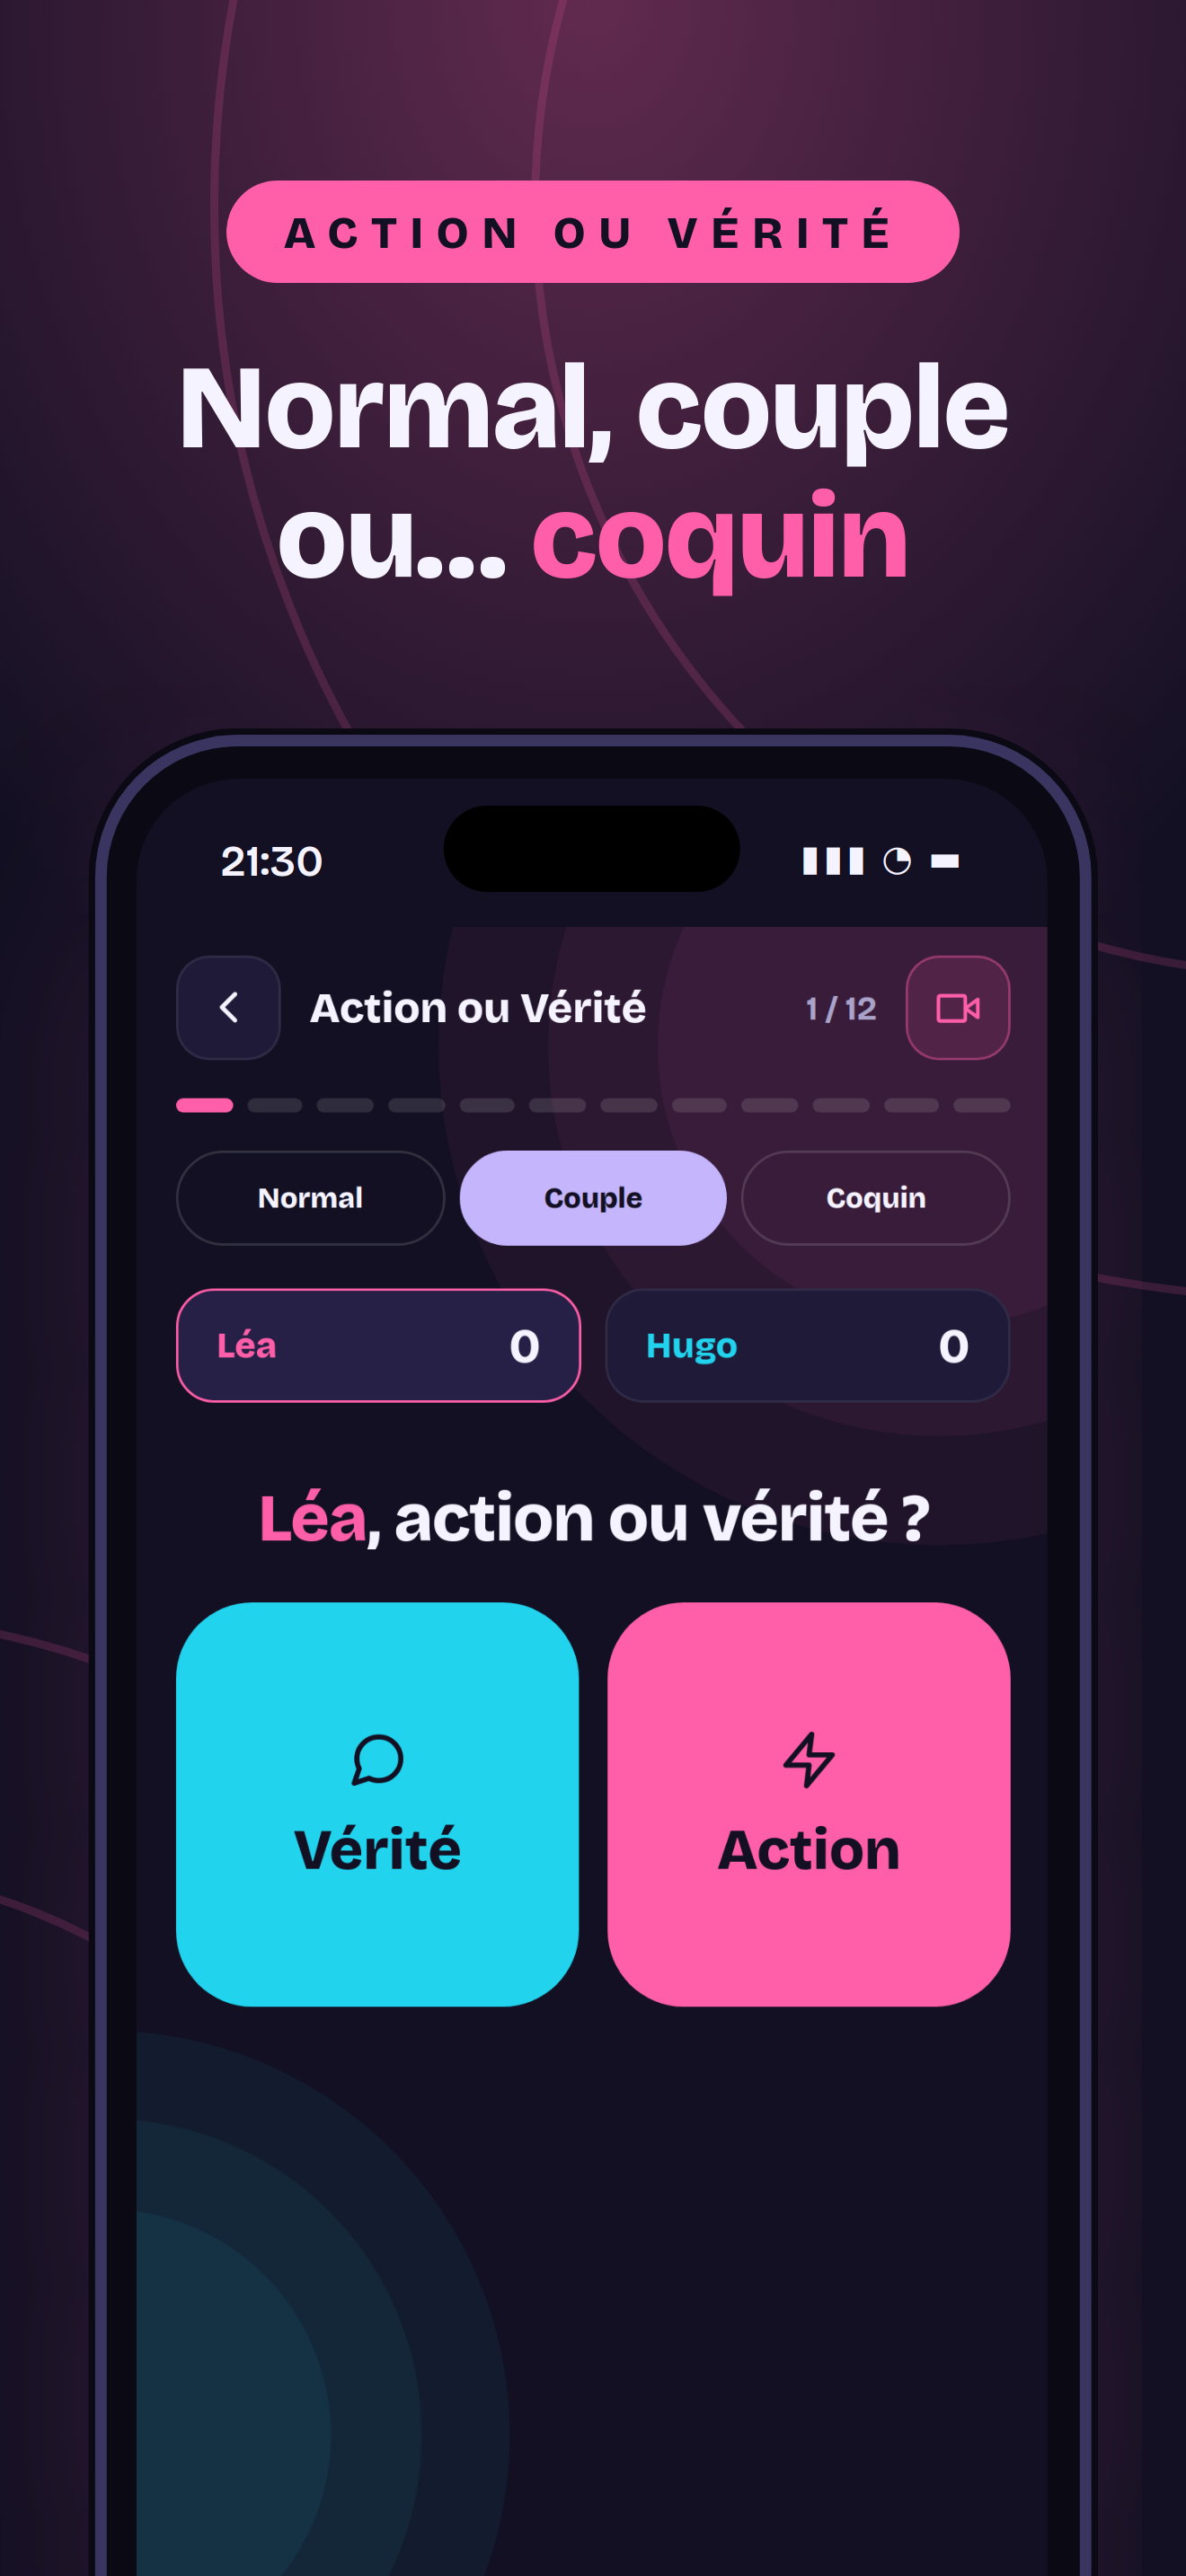 ACTION OU VÉRITÉ
Normal, couple
ou... coquin
21:30
Action ou Vérité
1 / 12
Normal
Couple
Coquin
Léa
0
Hugo
0
Léa, action ou vérité ?
Vérité
Action